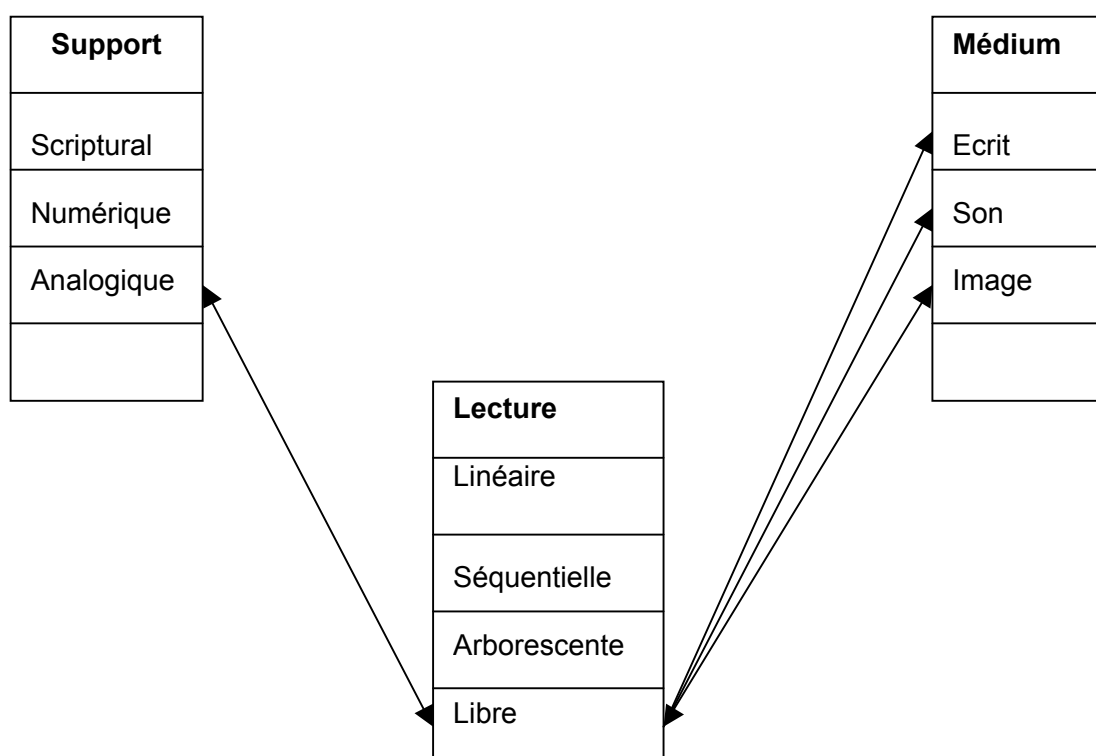 Support
Scriptural
Numérique
Analogique
Médium
Ecrit
Son
Image
Lecture
Linéaire
Séquentielle
Arborescente
Libre